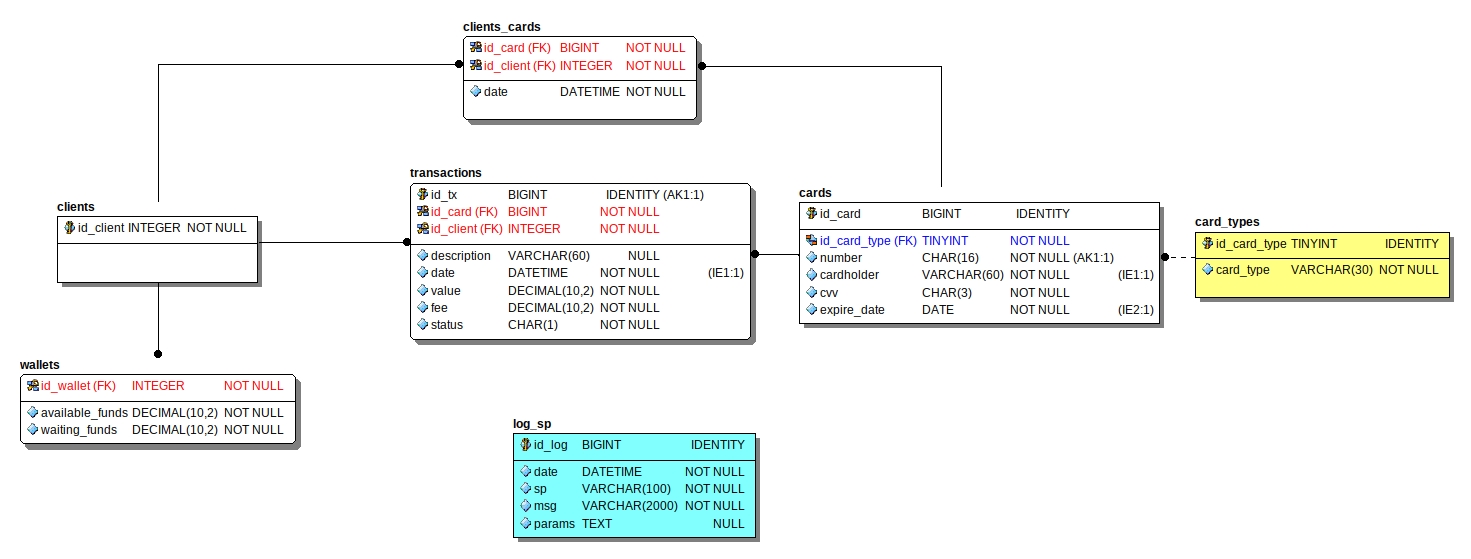 clients_cards
id_card (FK) BIGINT NOT NULL
id_client (FK) INTEGER NOT NULL
date DATETIME NOT NULL
transactions
id_tx BIGINT IDENTITY (AK1:1)
id_card (FK) BIGINT NOT NULL
id_client (FK) INTEGER NOT NULL
description VARCHAR(60) NULL
date DATETIME NOT NULL (IE1:1)
value DECIMAL(10,2) NOT NULL
fee DECIMAL(10,2) NOT NULL
status CHAR(1) NOT NULL
cards
id_card BIGINT IDENTITY
id_card_type (FK) TINYINT NOT NULL
number CHAR(16) NOT NULL (AK1:1)
cardholder VARCHAR(60) NOT NULL (IE1:1)
cvv CHAR(3) NOT NULL
expire_date DATE NOT NULL (IE2:1)
card_types
id_card_type TINYINT IDENTITY
card_type VARCHAR(30) NOT NULL
clients
id_client INTEGER NOT NULL
wallets
id_wallet (FK) INTEGER NOT NULL
available_funds DECIMAL(10,2) NOT NULL
waiting_funds DECIMAL(10,2) NOT NULL
log_sp
id_log BIGINT IDENTITY
date DATETIME NOT NULL
sp VARCHAR(100) NOT NULL
msg VARCHAR(2000) NOT NULL
params TEXT NULL